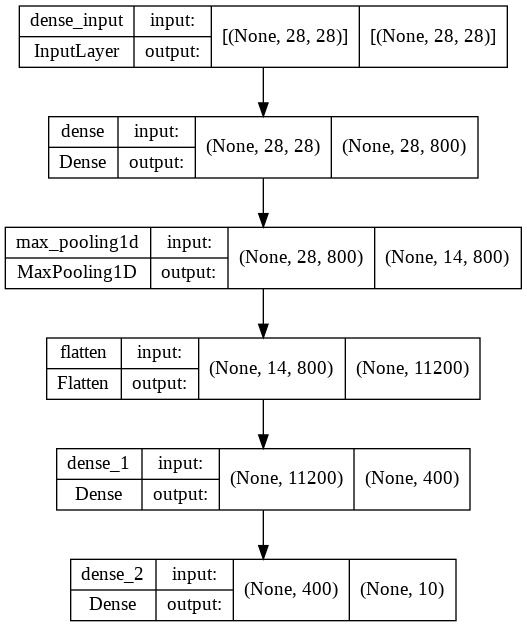 dense_input input: [(None, 28, 28)] [(None, 28, 28)]
InputLayer output:
dense input: (None, 28, 28) (None, 28, 800)
Dense output:
max_pooling1d input: (None, 28, 800) (None, 14, 800)
MaxPooling1D output:
flatten input: (None, 14, 800) (None, 11200)
Flatten output:
dense_1 input: (None, 11200) (None, 400)
Dense output:
dense_2 input: (None, 400) (None, 10)
Dense output: